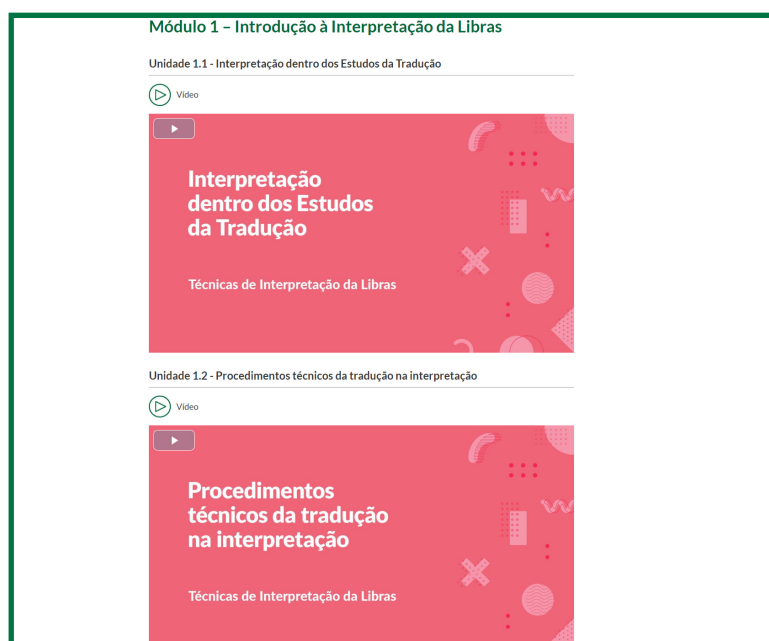 Módulo 1 – Introdução à Interpretação da Libras
Unidade 1.1 - Interpretação dentro dos Estudos da Tradução
Vídeo
Interpretação
dentro dos Estudos
da Tradução
Técnicas de Interpretação da Libras
Unidade 1.2 - Procedimentos técnicos da tradução na interpretação
Vídeo
Procedimentos
técnicos da tradução
na interpretação
Técnicas de Interpretação da Libras